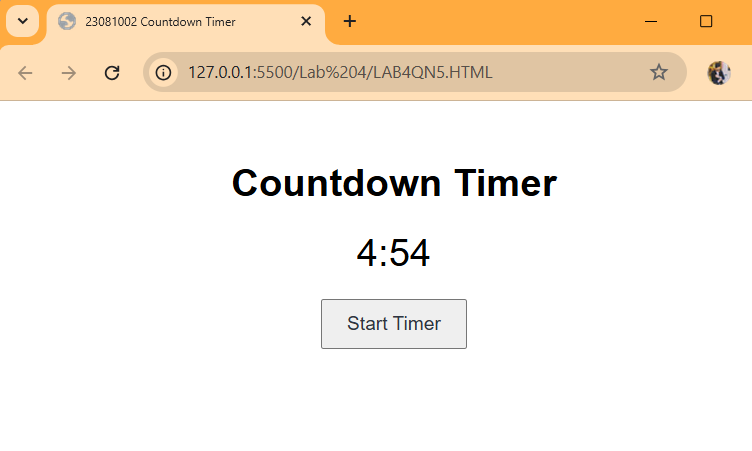 23081002 Countdown Timer
127.0.0.1:5500/Lab%204/LAB4QN5.HTML
Countdown Timer
4:54
Start Timer